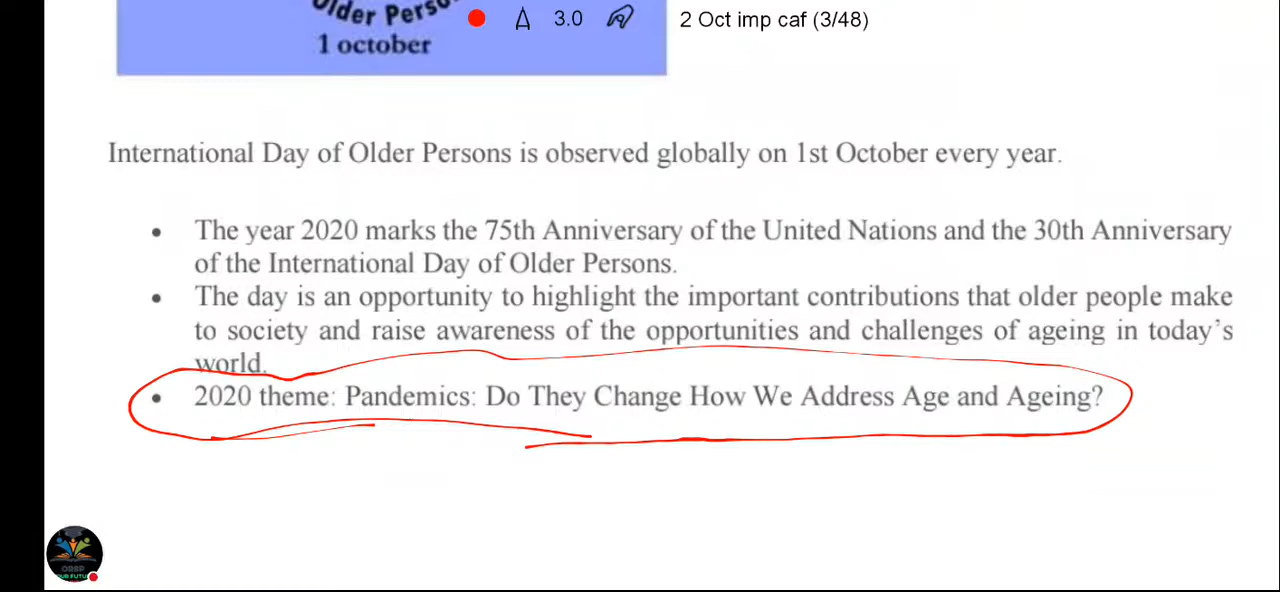 Older Perso
1 october
3.0
2 Oct imp caf (3/48)
International Day of Older Persons is observed globally on 1st October every year.
• The year 2020 marks the 75th Anniversary of the United Nations and the 30th Anniversary
of the International Day of Older Persons.
• The day is an opportunity to highlight the important contributions that older people make
to society and raise awareness of the opportunities and challenges of ageing in today's
world.
• 2020 theme: Pandemics: Do They Change How We Address Age and Ageing?